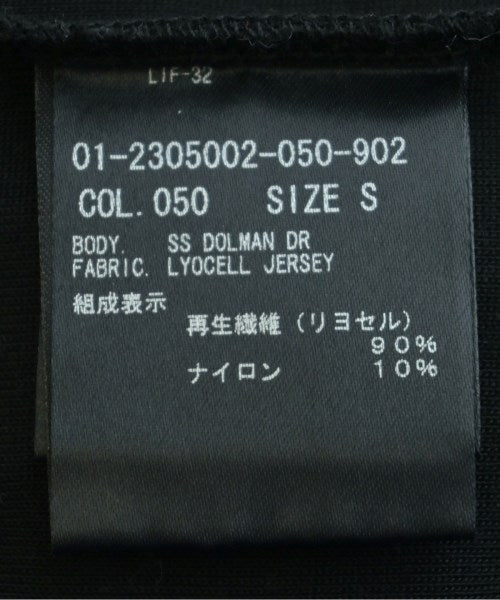 LIF-32
01-2305002-050-902
COL. 050 SIZE S
BODY. SS DOLMAN DR
FABRIC. LYOCELL JERSEY
組成表示
再生繊維(リヨセル)
90%
ナイロン 10%